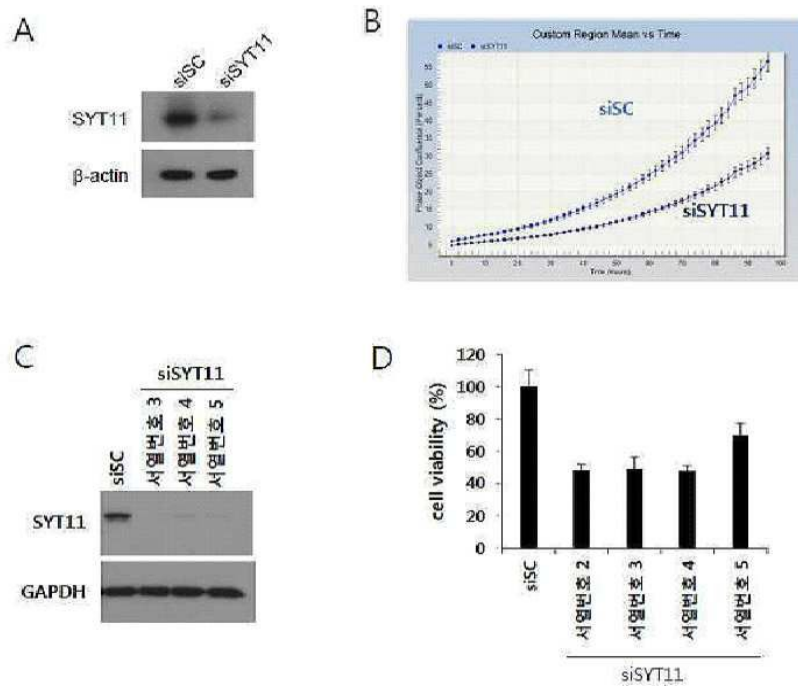 A
siSC
siSYT11
SYT11
β-actin
B
Custom Region Mean vs Time
siSC siSYT11
siSC
siSYT11
Time (Hours)
C
siSYT11
siSC
서열번호 3
서열번호 4
서열번호 5
SYT11
GAPDH
D
cell viability (%)
120
100
80
60
40
20
0
siSC
서열번호 2
서열번호 3
서열번호 4
서열번호 5
siSYT11